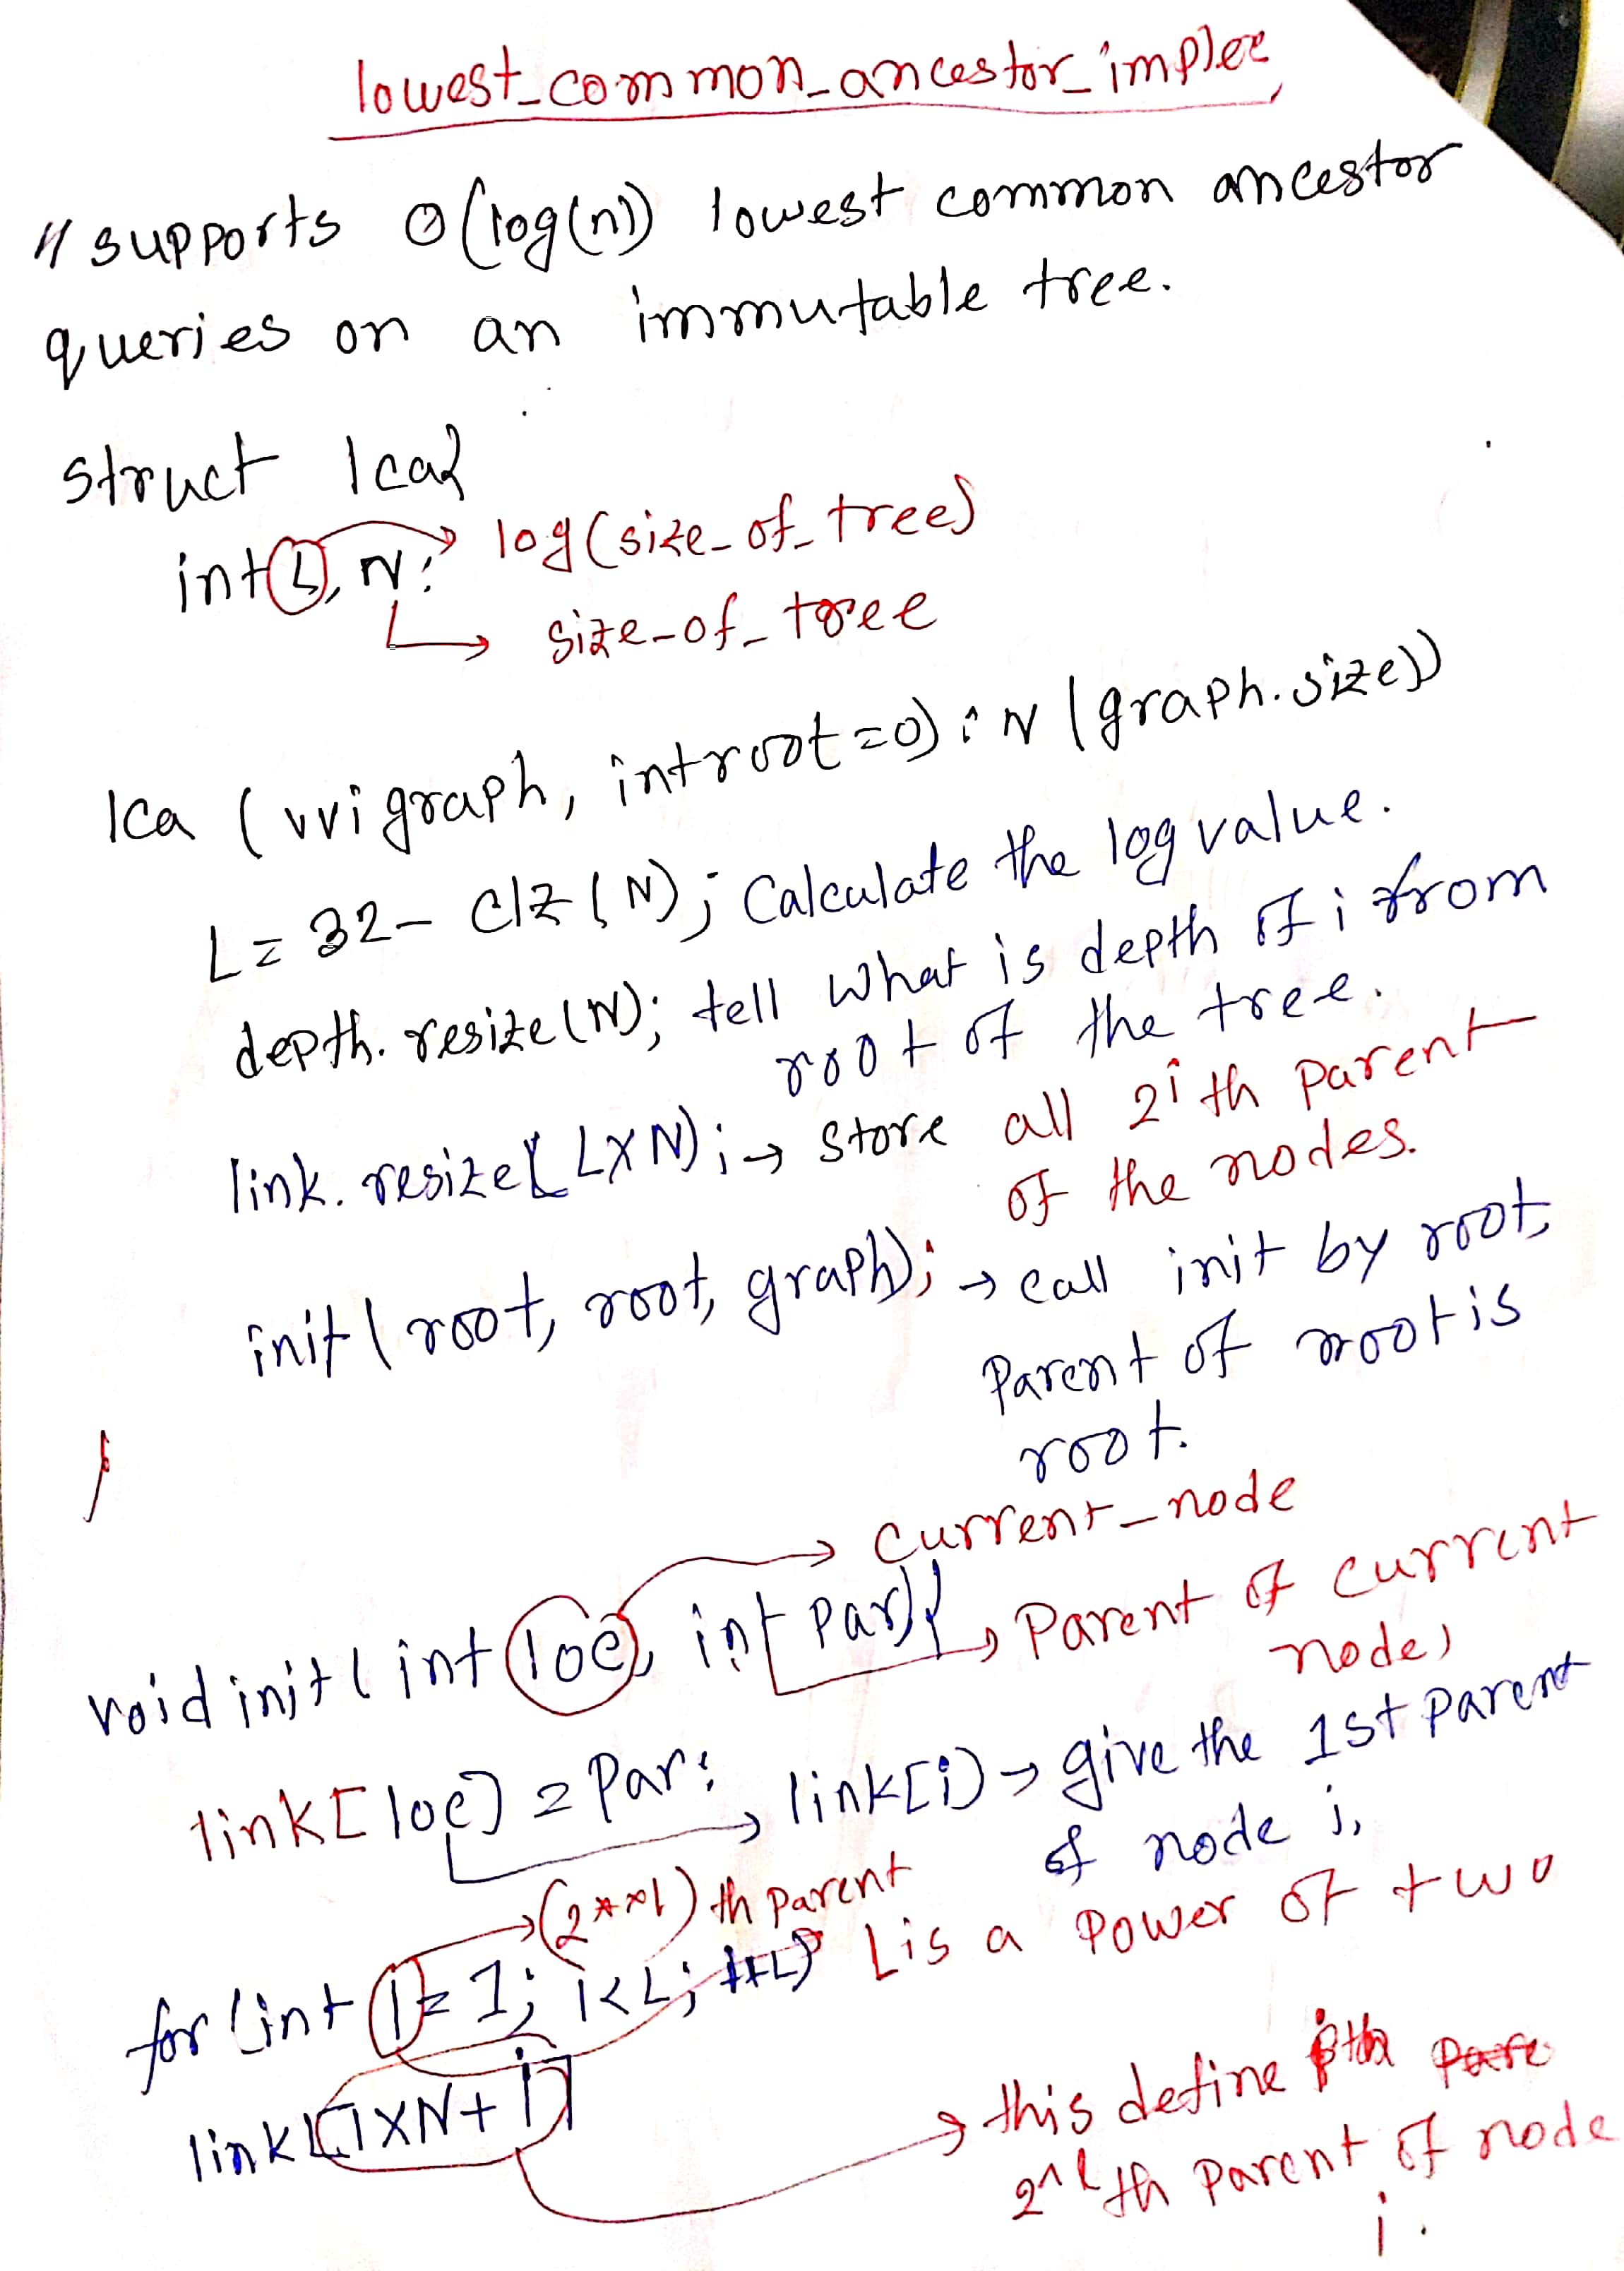 lowest_common_ancestor_implee
// supports O(log(n)) lowest common ancestor
queries on an immutable tree.
struct lca{
int L, N; log(size_of_tree)
size_of_tree
lca (vvi graph, int root=0) : N (graph.size))
L = 32 - clz (N); Calculate the log value.
depth. resize(N); tell what is depth of i from
root of the tree.
link. resize( L×N); → store all 2i th parent
of the nodes.
init( root, root, graph); → call init by root,
parent of root is
root.
}
current_node
void init( int loc, int par){ Parent of current
node)
link[loc] = Par; link[i] → give the 1st parent
of node i,
(2**l) th parent
for (int l= 1; l<L; ++L) L is a power of two
link[l×N+i] this define
2^l th parent of node
i.